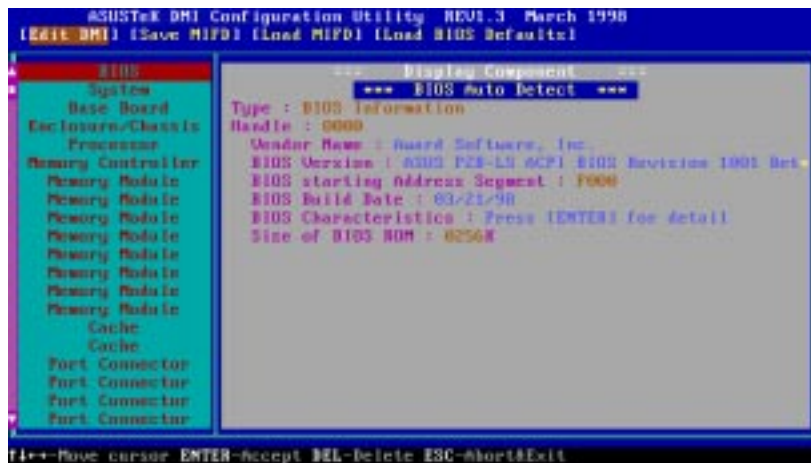 ASUSTeK DMI Configuration Utility REV1.3 March 1998
[Edit DMI] [Save MIFD] [Load MIFD] [Load BIOS Defaults]
BIOS
System
Base Board
Enclosure/Chassis
Processor
Memory Controller
Memory Module
Memory Module
Memory Module
Memory Module
Memory Module
Memory Module
Memory Module
Memory Module
Cache
Cache
Port Connector
Port Connector
Port Connector
Port Connector
=== Display Component ===
*** BIOS Auto Detect ***
Type : BIOS Information
Handle : 0000
Vendor Name : Award Software, Inc.
BIOS Version : ASUS P2B-LS ACPI BIOS Revision 1001 Bet
BIOS starting Address Segment : F000
BIOS Build Date : 03/21/98
BIOS Characteristics : Press [ENTER] for detail
Size of BIOS ROM : 0256K
↑↓←→-Move cursor ENTER-Accept DEL-Delete ESC-Abort&Exit